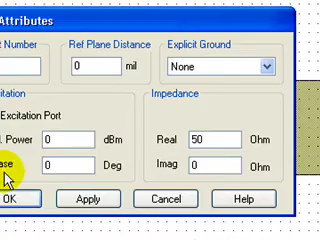 Attributes
t Number
Ref Plane Distance
Explicit Ground
0 mil
None
itation
Impedance
Excitation Port
l. Power 0 dBm
Real 50 Ohm
ase 0 Deg
Imag 0 Ohm
OK Apply Cancel Help